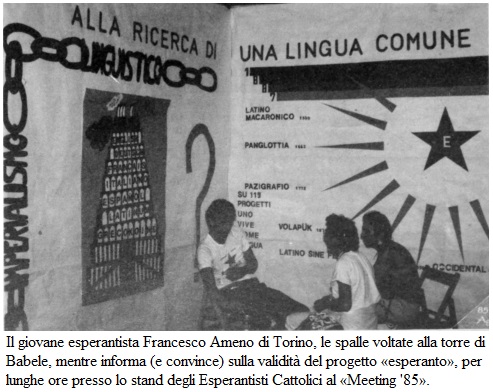 ALLA RICERCA DI UNA LINGUA COMUNE
IMPERIALISMO
LINGUISTICO
LATINO
MACARONICO
PANGLOTTIA
PAZIGRAFIO
SU 115
PROGETTI
UNO
VIVE
COME
VOLAPÜK
LATINO SINE
OCCIDENTAL
E
Il giovane esperantista Francesco Ameno di Torino, le spalle voltate alla torre di
Babele, mentre informa (e convince) sulla validità del progetto «esperanto», per
lunghe ore presso lo stand degli Esperantisti Cattolici al «Meeting '85».